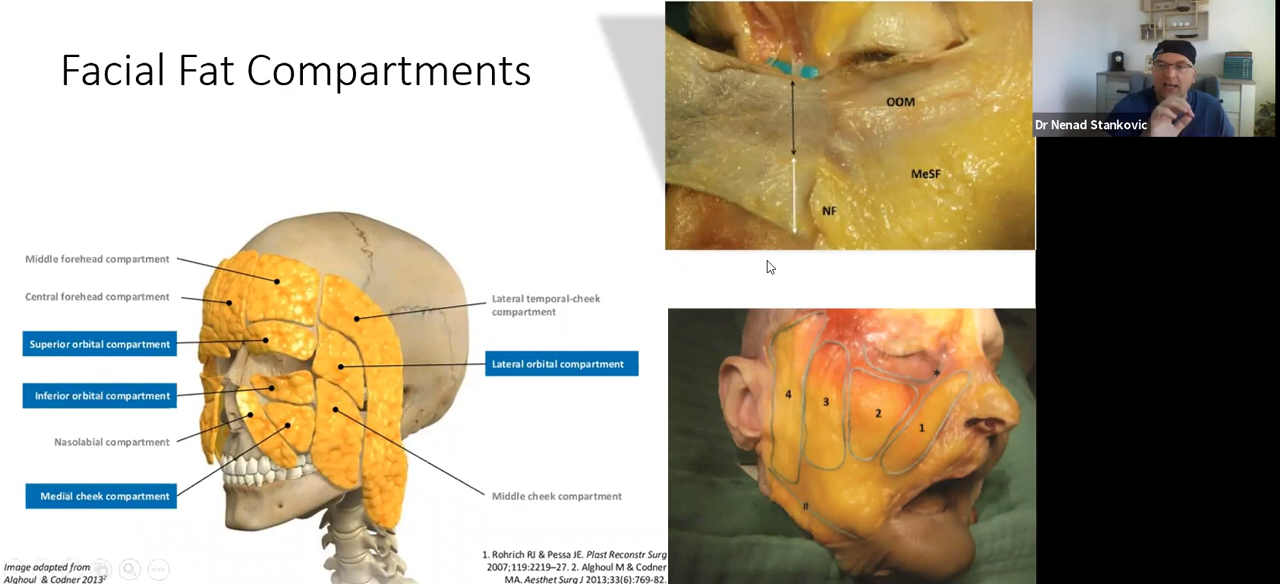 Facial Fat Compartments
Middle forehead compartment
Central forehead compartment
Superior orbital compartment
Inferior orbital compartment
Nasolabial compartment
Medial cheek compartment
Lateral temporal-cheek
compartment
Lateral orbital compartment
Middle cheek compartment
Image adapted from
Alghoul & Codner 2013²
1. Rohrich RJ & Pessa JE. Plast Reconstr Surg
2007;119:2219–27. 2. Alghoul M & Codner
MA. Aesthet Surg J 2013;33(6):769-82.
OOM
MeSF
NF
4
3
2
1
*
#
Dr Nenad Stankovic